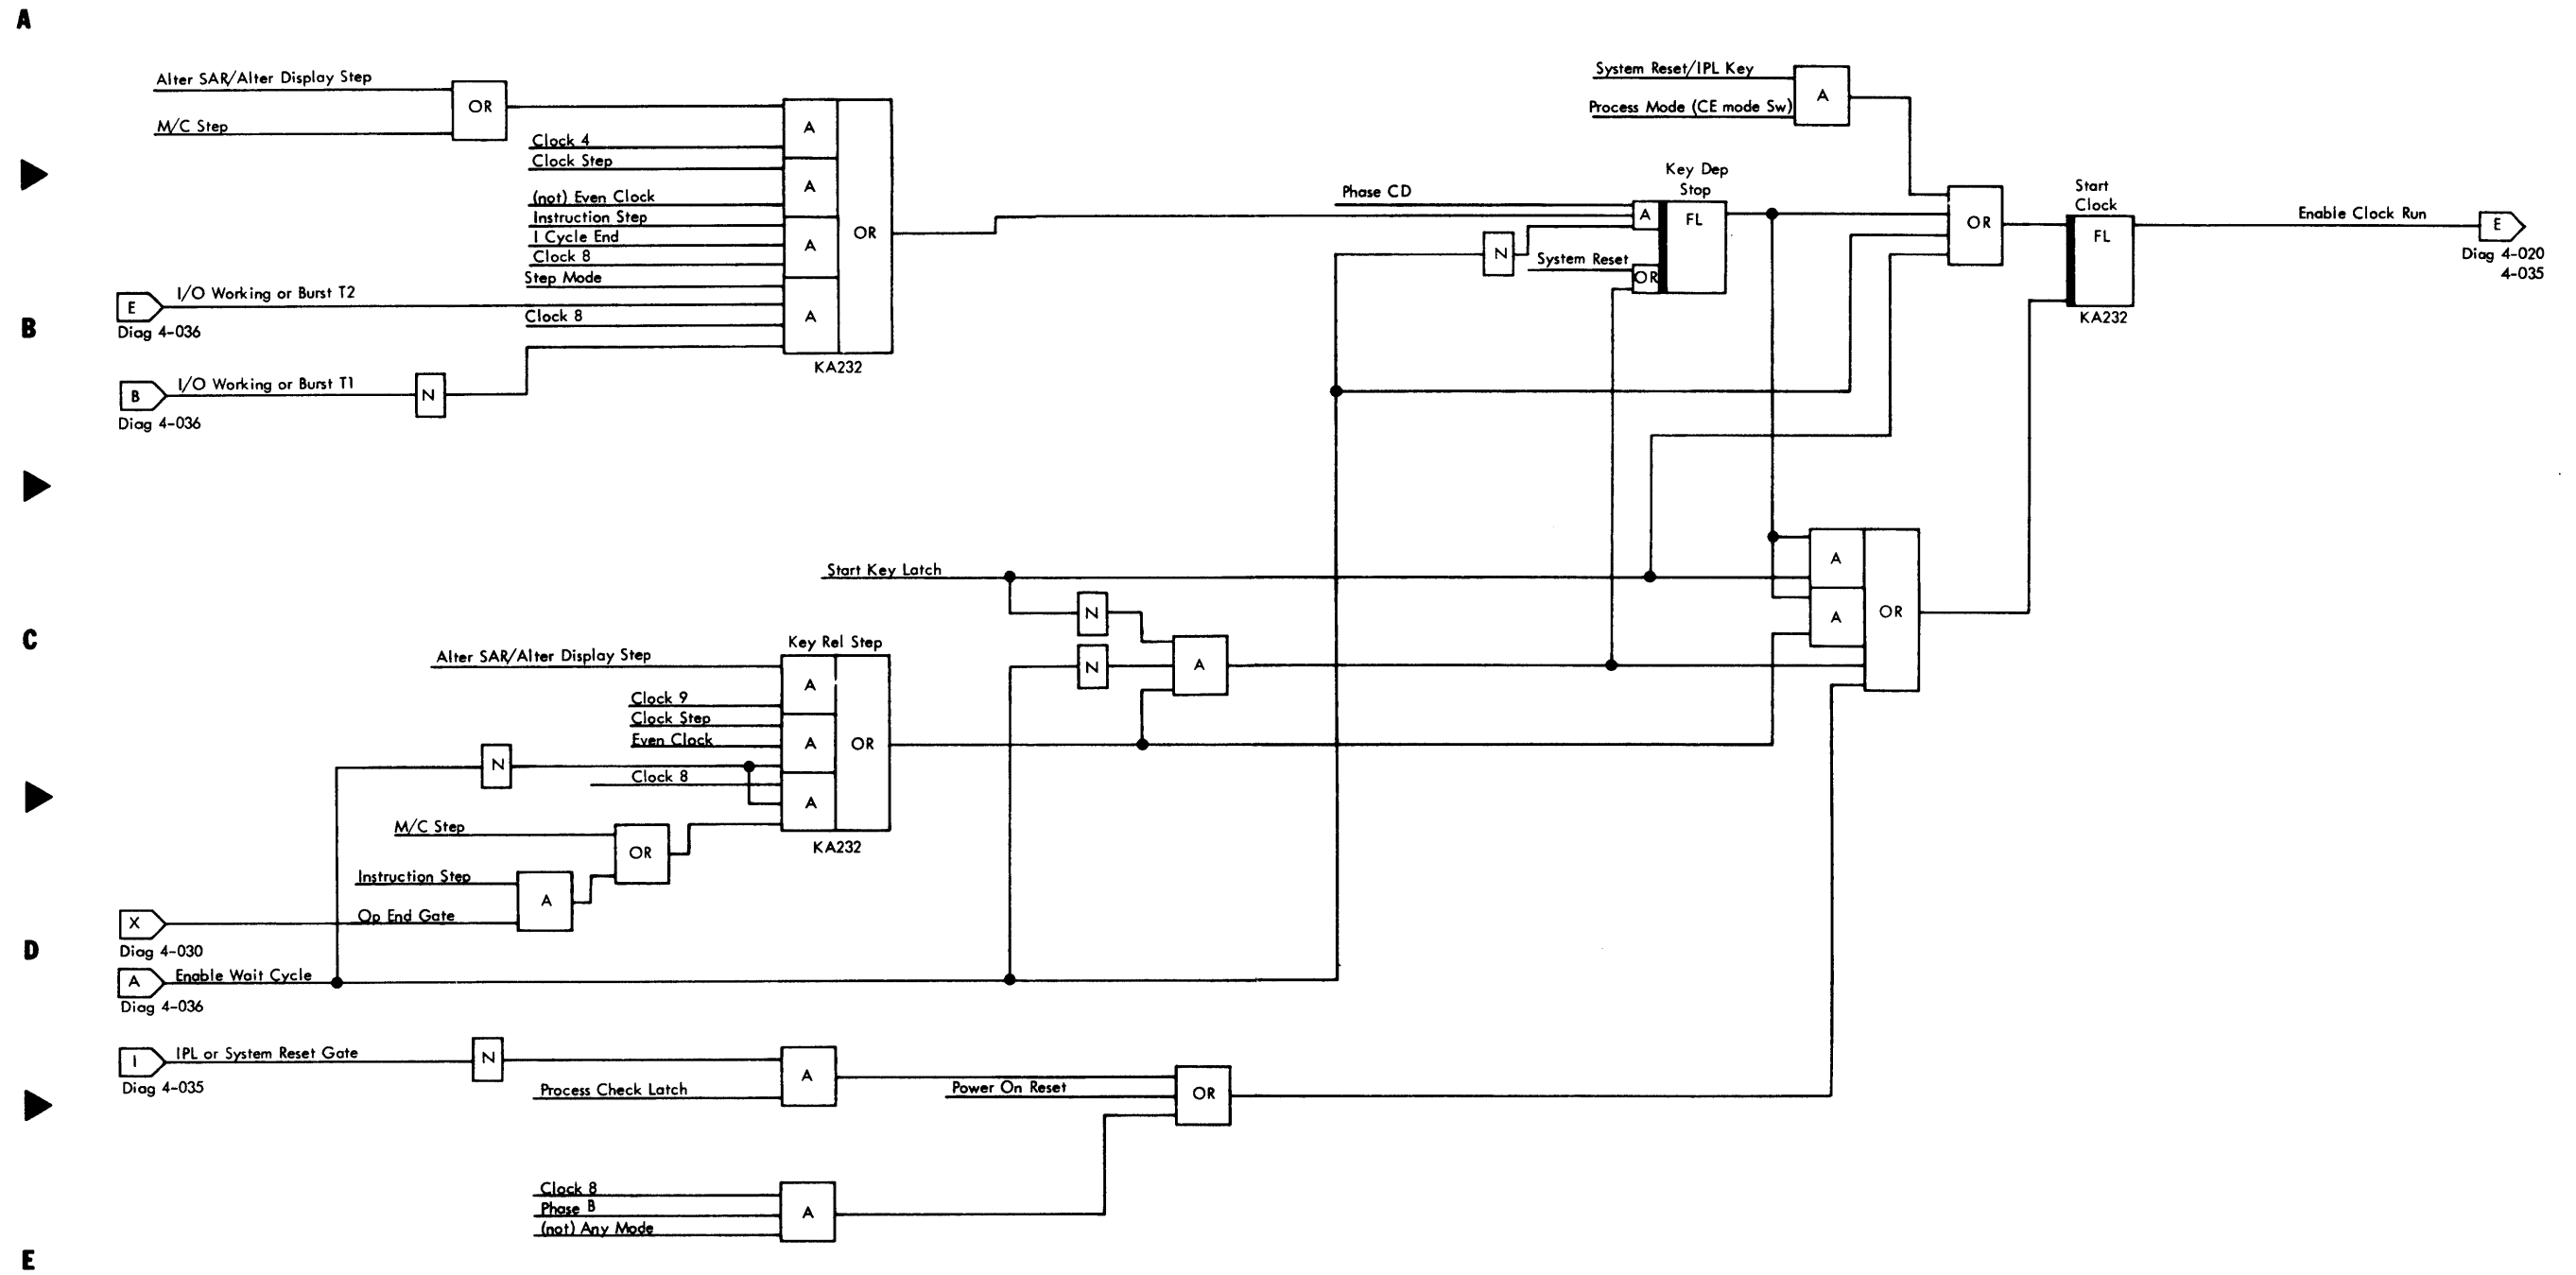 A
Alter SAR/Alter Display Step
OR
M/C Step
A
Clock 4
Clock Step
A
(not) Even Clock
Instruction Step
I Cycle End
A
OR
Clock 8
Step Mode
E
I/O Working or Burst T2
Diag 4-036
Clock 8
A
B
KA232
B
I/O Working or Burst T1
N
Diag 4-036
System Reset/IPL Key
A
Process Mode (CE mode Sw)
Key Dep
Stop
Phase CD
A
FL
N
System Reset
OR
OR
Start
Clock
FL
KA232
Enable Clock Run
E
Diag 4-020
4-035
Start Key Latch
N
N
A
A
A
OR
C
Key Rel Step
Alter SAR/Alter Display Step
A
Clock 9
Clock Step
Even Clock
A
OR
N
Clock 8
A
M/C Step
OR
KA232
Instruction Step
A
X
Op End Gate
Diag 4-030
D
A
Enable Wait Cycle
Diag 4-036
I
IPL or System Reset Gate
N
Diag 4-035
A
Process Check Latch
Power On Reset
OR
Clock 8
Phase B
A
(not) Any Mode
E